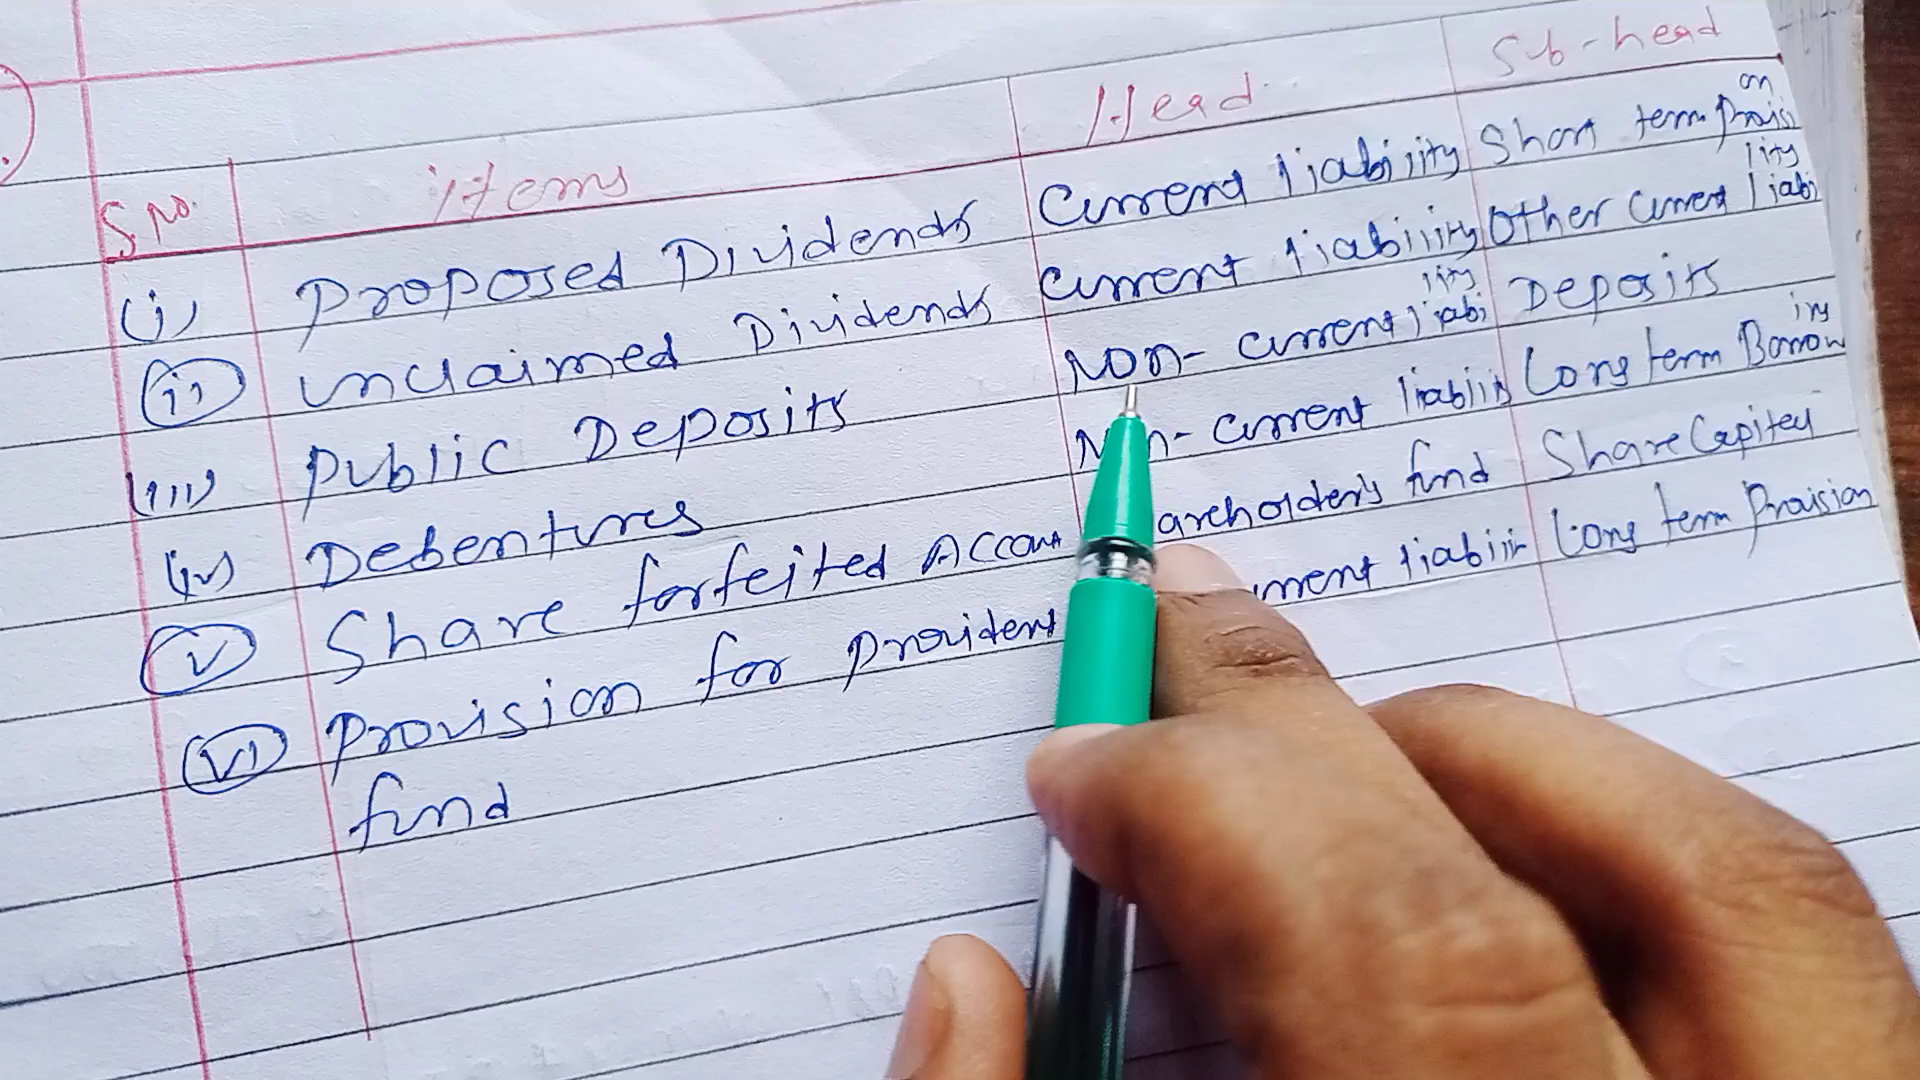 S.No. Items Head Sub-head
(i) Proposed Dividends Current liability Short term Provision
(ii) unclaimed Dividends Current liability Other Current liability
(iii) Public Deposits Non-current liability Deposits
(iv) Debentures Non-current liability Long term Borrowing
(v) Share forfeited Account areholder's fund Share Capital
(vi) Provision for Provident rrent liability Long term Provision
fund